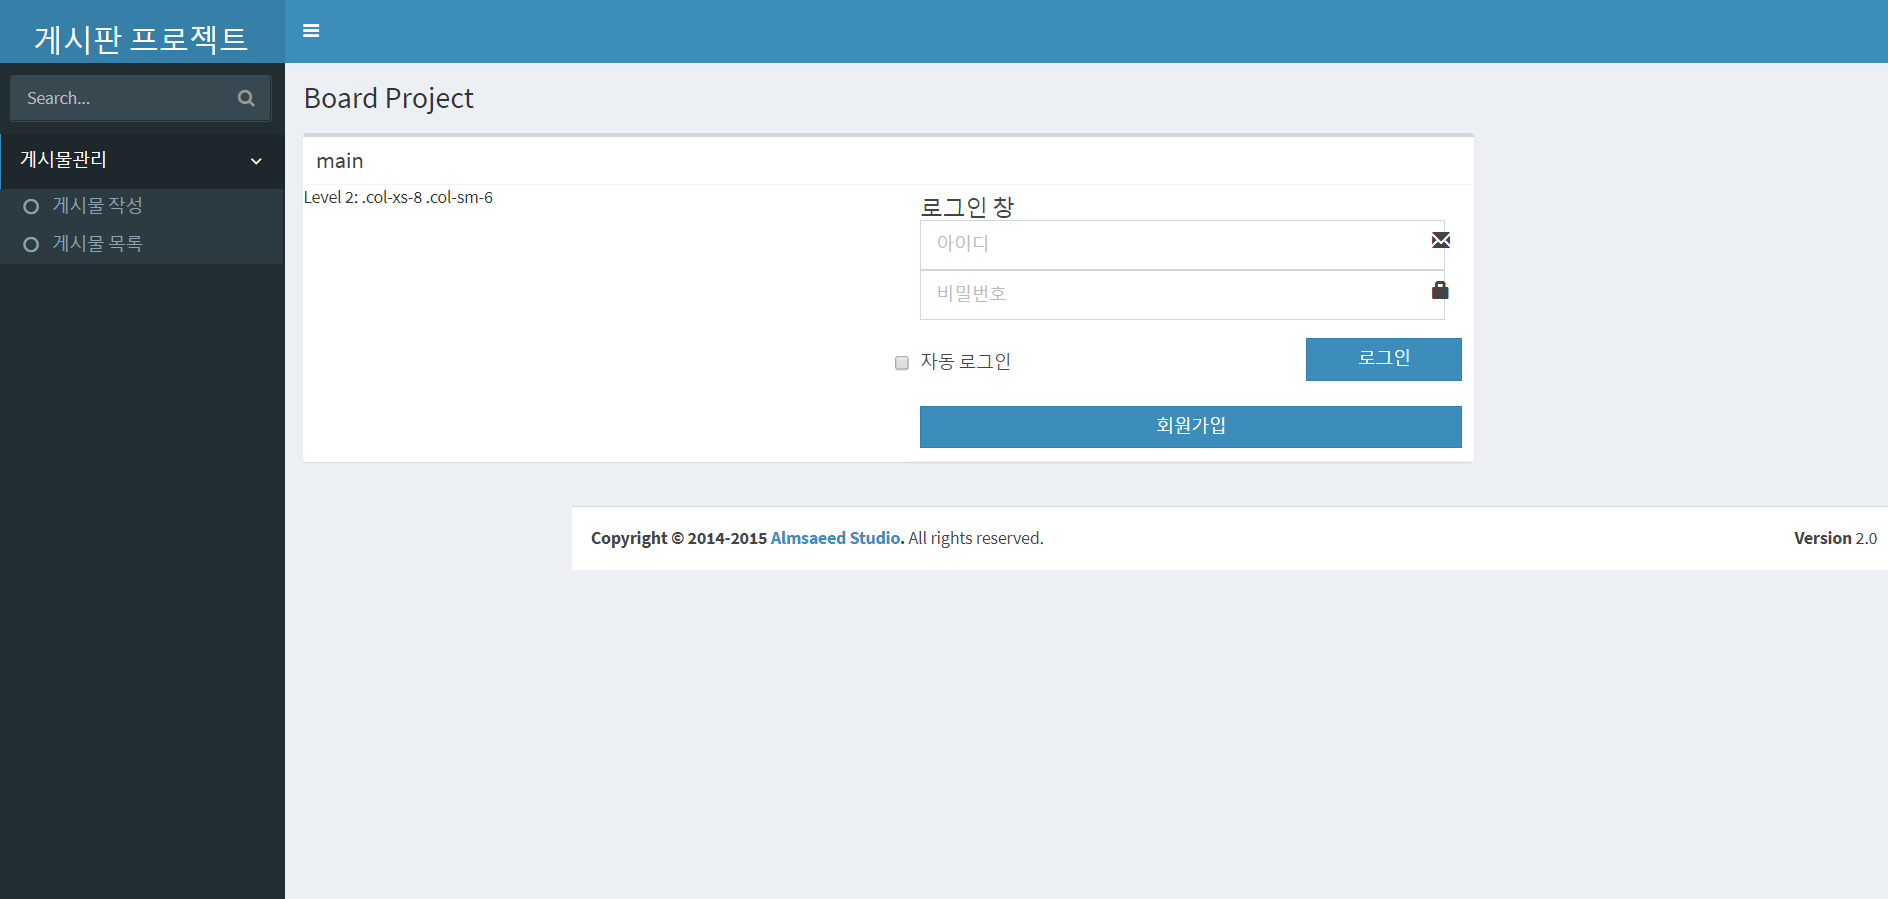 게시판 프로젝트
Search...
게시물관리
게시물 작성
게시물 목록
Board Project
main
Level 2: .col-xs-8 .col-sm-6
로그인 창
아이디
비밀번호
자동 로그인
로그인
회원가입
Copyright © 2014-2015 Almsaeed Studio. All rights reserved.
Version 2.0